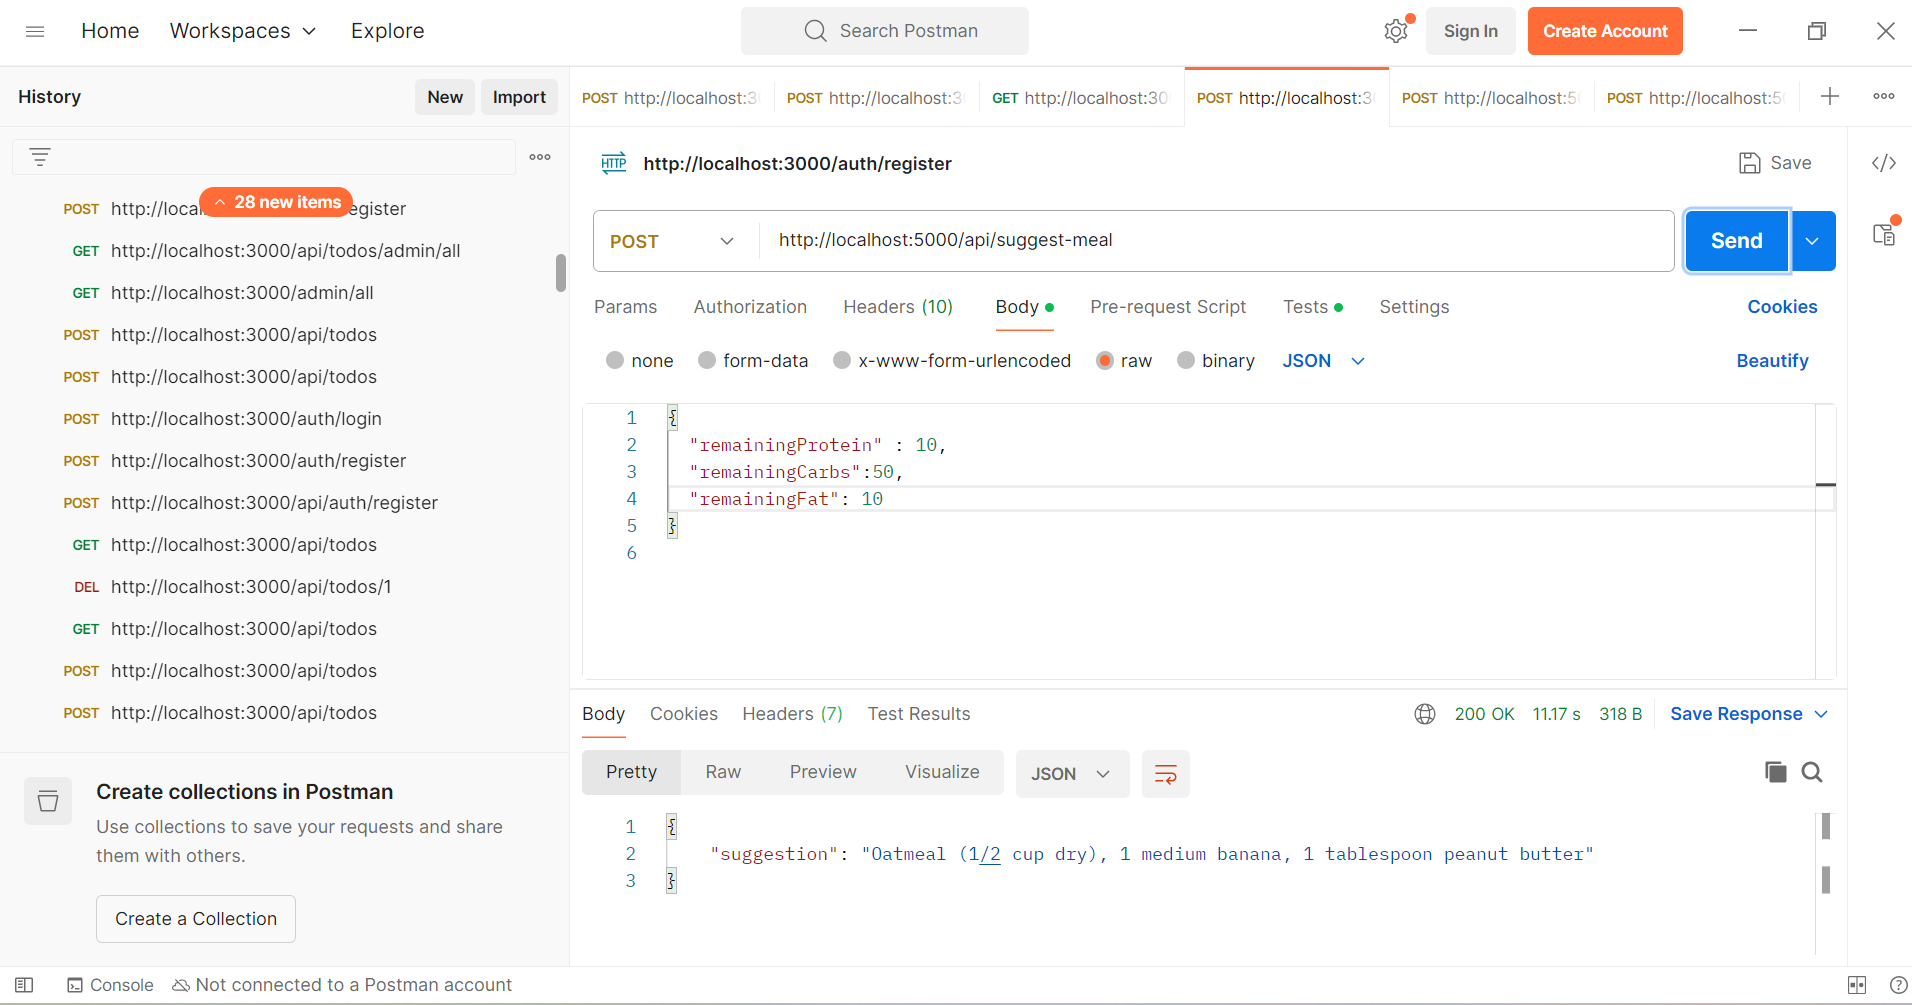 Home Workspaces Explore Search Postman Sign In Create Account
History New Import
POST http://localhost:3 POST http://localhost:3 GET http://localhost:30 POST http://localhost:3 POST http://localhost:5 POST http://localhost:5
28 new items
POST http://local egister
GET http://localhost:3000/api/todos/admin/all
GET http://localhost:3000/admin/all
POST http://localhost:3000/api/todos
POST http://localhost:3000/api/todos
POST http://localhost:3000/auth/login
POST http://localhost:3000/auth/register
POST http://localhost:3000/api/auth/register
GET http://localhost:3000/api/todos
DEL http://localhost:3000/api/todos/1
GET http://localhost:3000/api/todos
POST http://localhost:3000/api/todos
POST http://localhost:3000/api/todos
Create collections in Postman
Use collections to save your requests and share
them with others.
Create a Collection
HTTP http://localhost:3000/auth/register Save
POST http://localhost:5000/api/suggest-meal Send
Params Authorization Headers (10) Body Pre-request Script Tests Settings Cookies
none form-data x-www-form-urlencoded raw binary JSON Beautify
1 {
2 "remainingProtein" : 10,
3 "remainingCarbs":50,
4 "remainingFat": 10
5 }
6
Body Cookies Headers (7) Test Results 200 OK 11.17 s 318 B Save Response
Pretty Raw Preview Visualize JSON
1 {
2 "suggestion": "Oatmeal (1/2 cup dry), 1 medium banana, 1 tablespoon peanut butter"
3 }
Console Not connected to a Postman account